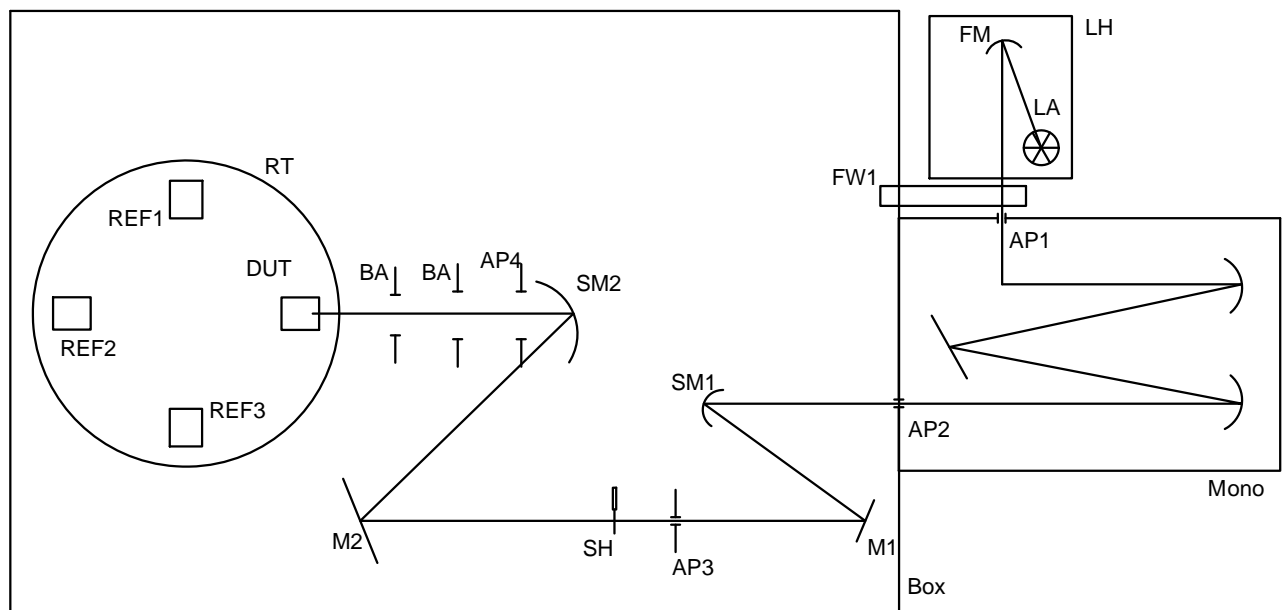 FM
LH
LA
RT
FW1
REF1
AP1
DUT
BA
BA
AP4
SM2
REF2
SM1
REF3
AP2
Mono
M2
SH
AP3
M1
Box